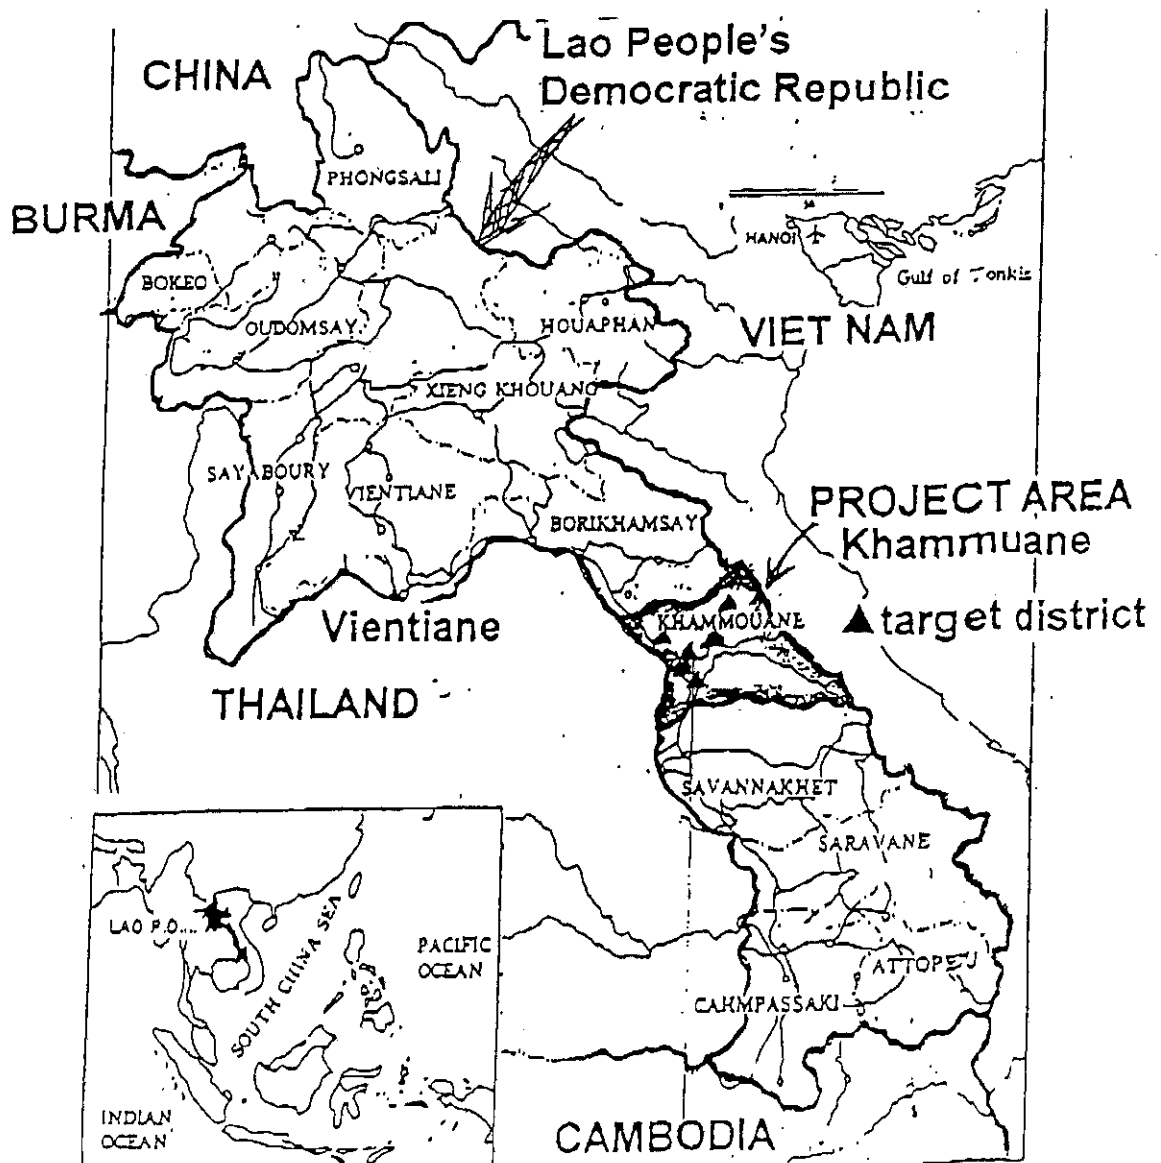 Lao People's
Democratic Republic
CHINA
PHONGSALI
BURMA
HANOI
BOKEO
Gulf of Tonkin
OUDOMSAY
HOUAPHAN
VIET NAM
XIENG KHOUANG
SAYABOURY
VIENTIANE
PROJECT AREA
BORIKHAMSAY
Khammuane
Vientiane
KHAMMOUANE
▲target district
THAILAND
SAVANNAKHET
SARAVANE
LAO P.D....
SOUTH CHINA SEA
PACIFIC
OCEAN
ATTOPEU
CAHMPASSAKI
INDIAN
OCEAN
CAMBODIA